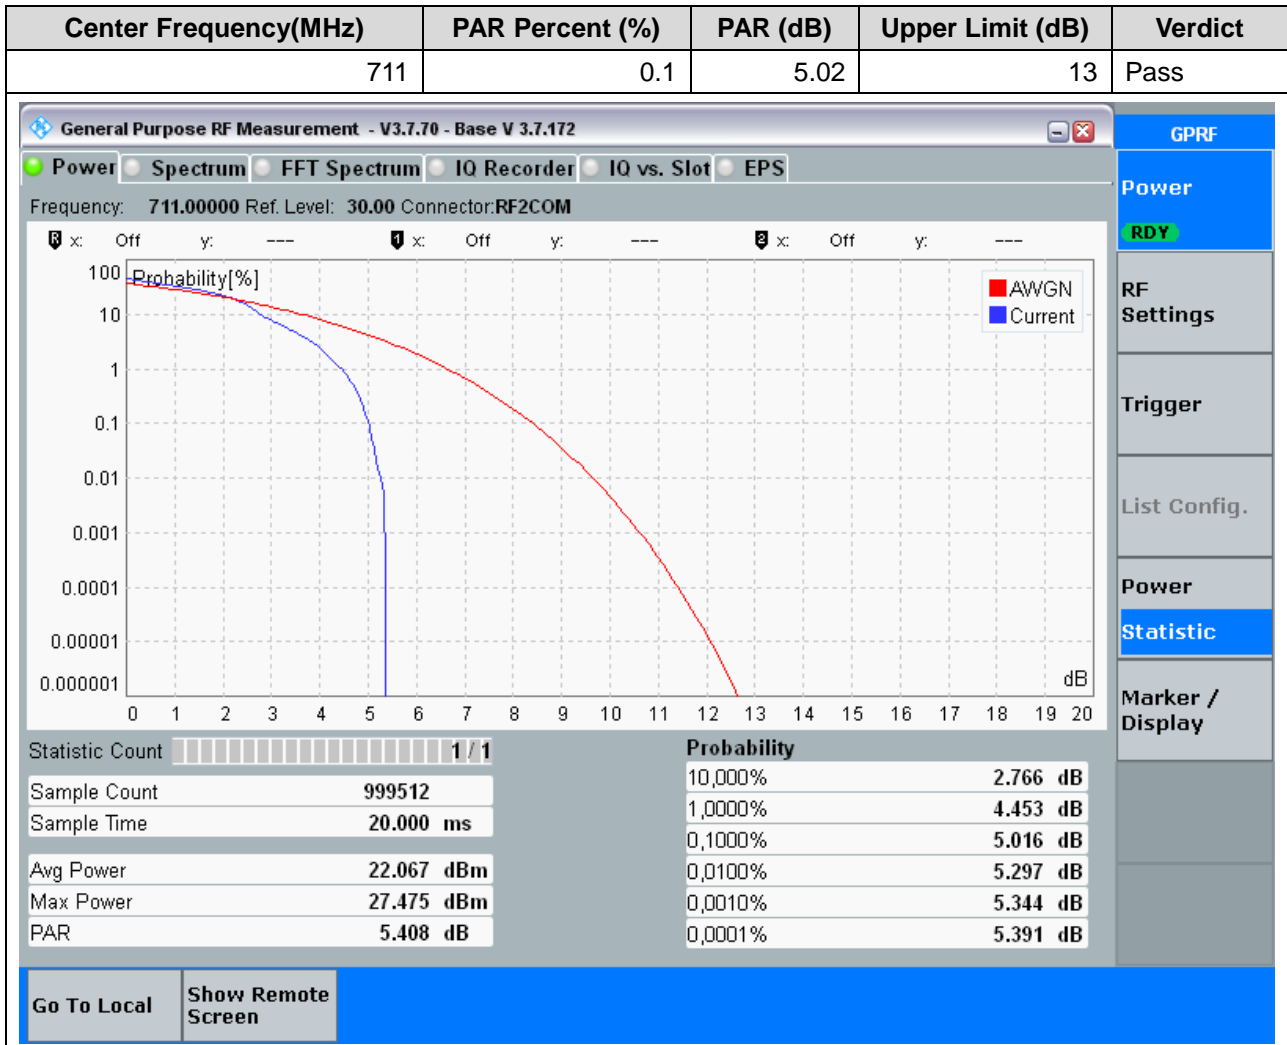 Center Frequency(MHz) PAR Percent (%) PAR (dB) Upper Limit (dB) Verdict
711 0.1 5.02 13 Pass
General Purpose RF Measurement - V3.7.70 - Base V 3.7.172
GPRF
Power Spectrum FFT Spectrum IQ Recorder IQ vs. Slot EPS
Frequency: 711.00000 Ref. Level: 30.00 Connector:RF2COM
R x: Off y: --- 1 x: Off y: --- 2 x: Off y: ---
Probability[%]
AWGN
Current
100
10
1
0.1
0.01
0.001
0.0001
0.00001
0.000001
dB
0 1 2 3 4 5 6 7 8 9 10 11 12 13 14 15 16 17 18 19 20
Statistic Count 1 / 1
Sample Count 999512
Sample Time 20.000 ms
Avg Power 22.067 dBm
Max Power 27.475 dBm
PAR 5.408 dB
Probability
10,000% 2.766 dB
1,0000% 4.453 dB
0,1000% 5.016 dB
0,0100% 5.297 dB
0,0010% 5.344 dB
0,0001% 5.391 dB
Power
RDY
RF
Settings
Trigger
List Config.
Power
Statistic
Marker /
Display
Go To Local
Show Remote
Screen